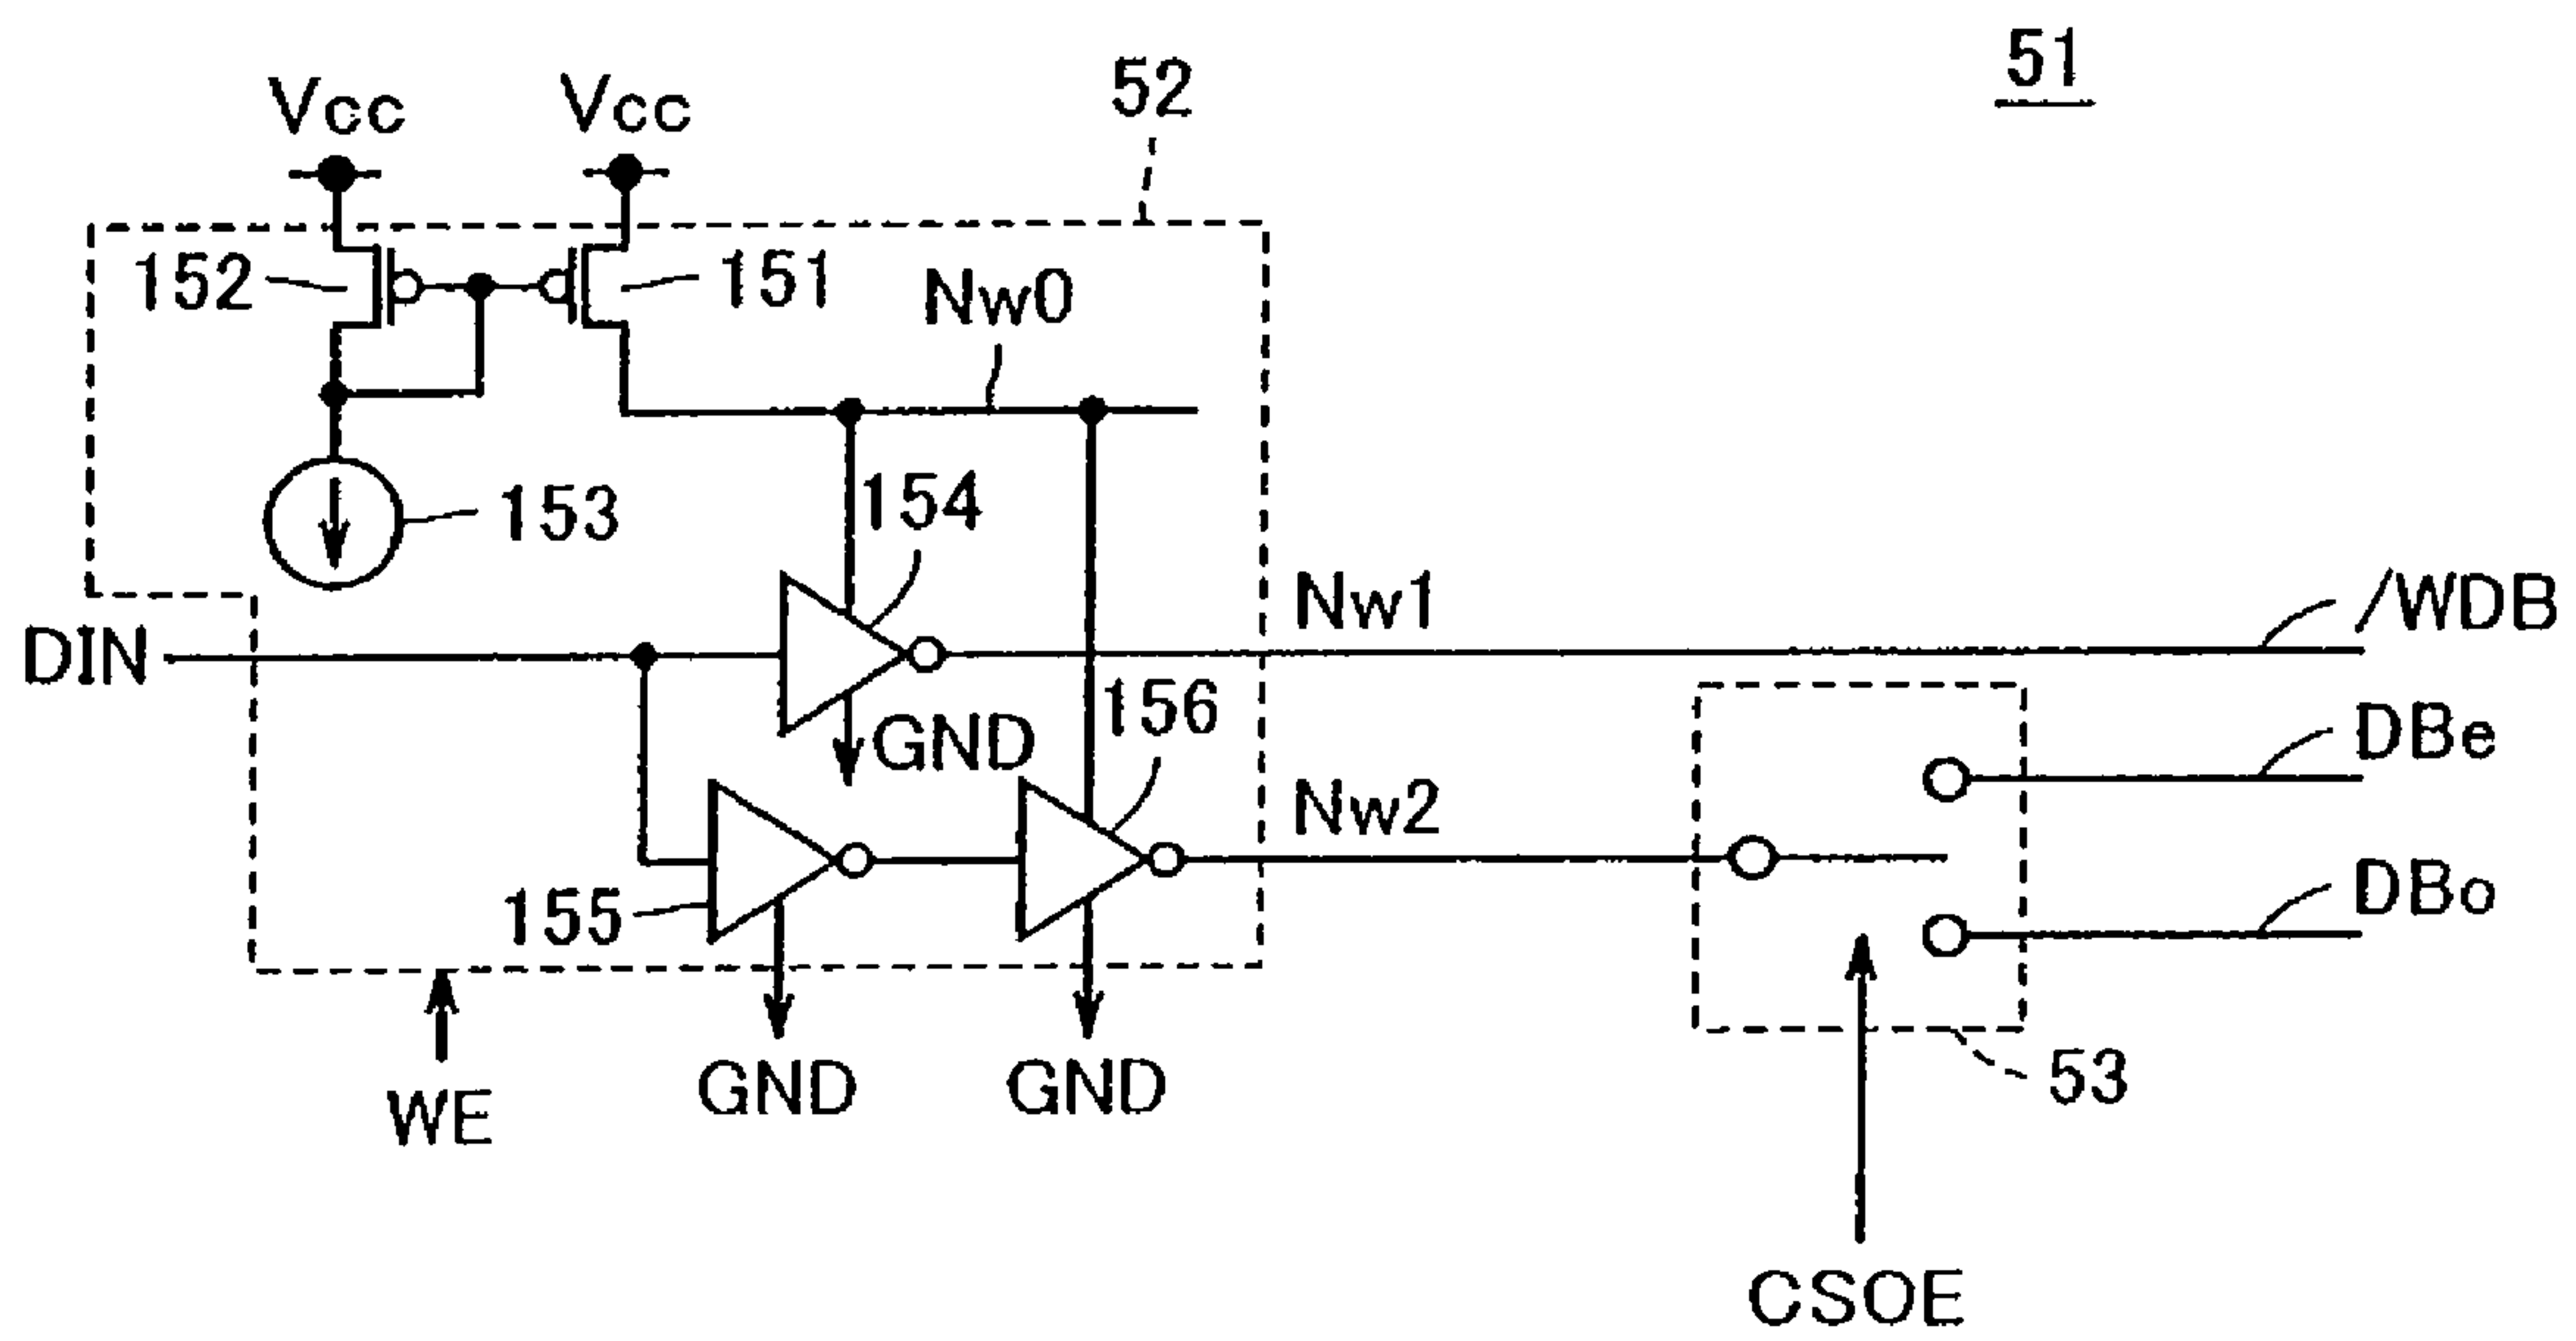 51
52
Vcc
Vcc
152
151
Nw0
153
154
DIN
Nw1
/WDB
GND
156
DBe
155
Nw2
DBo
WE
GND
GND
53
CSOE